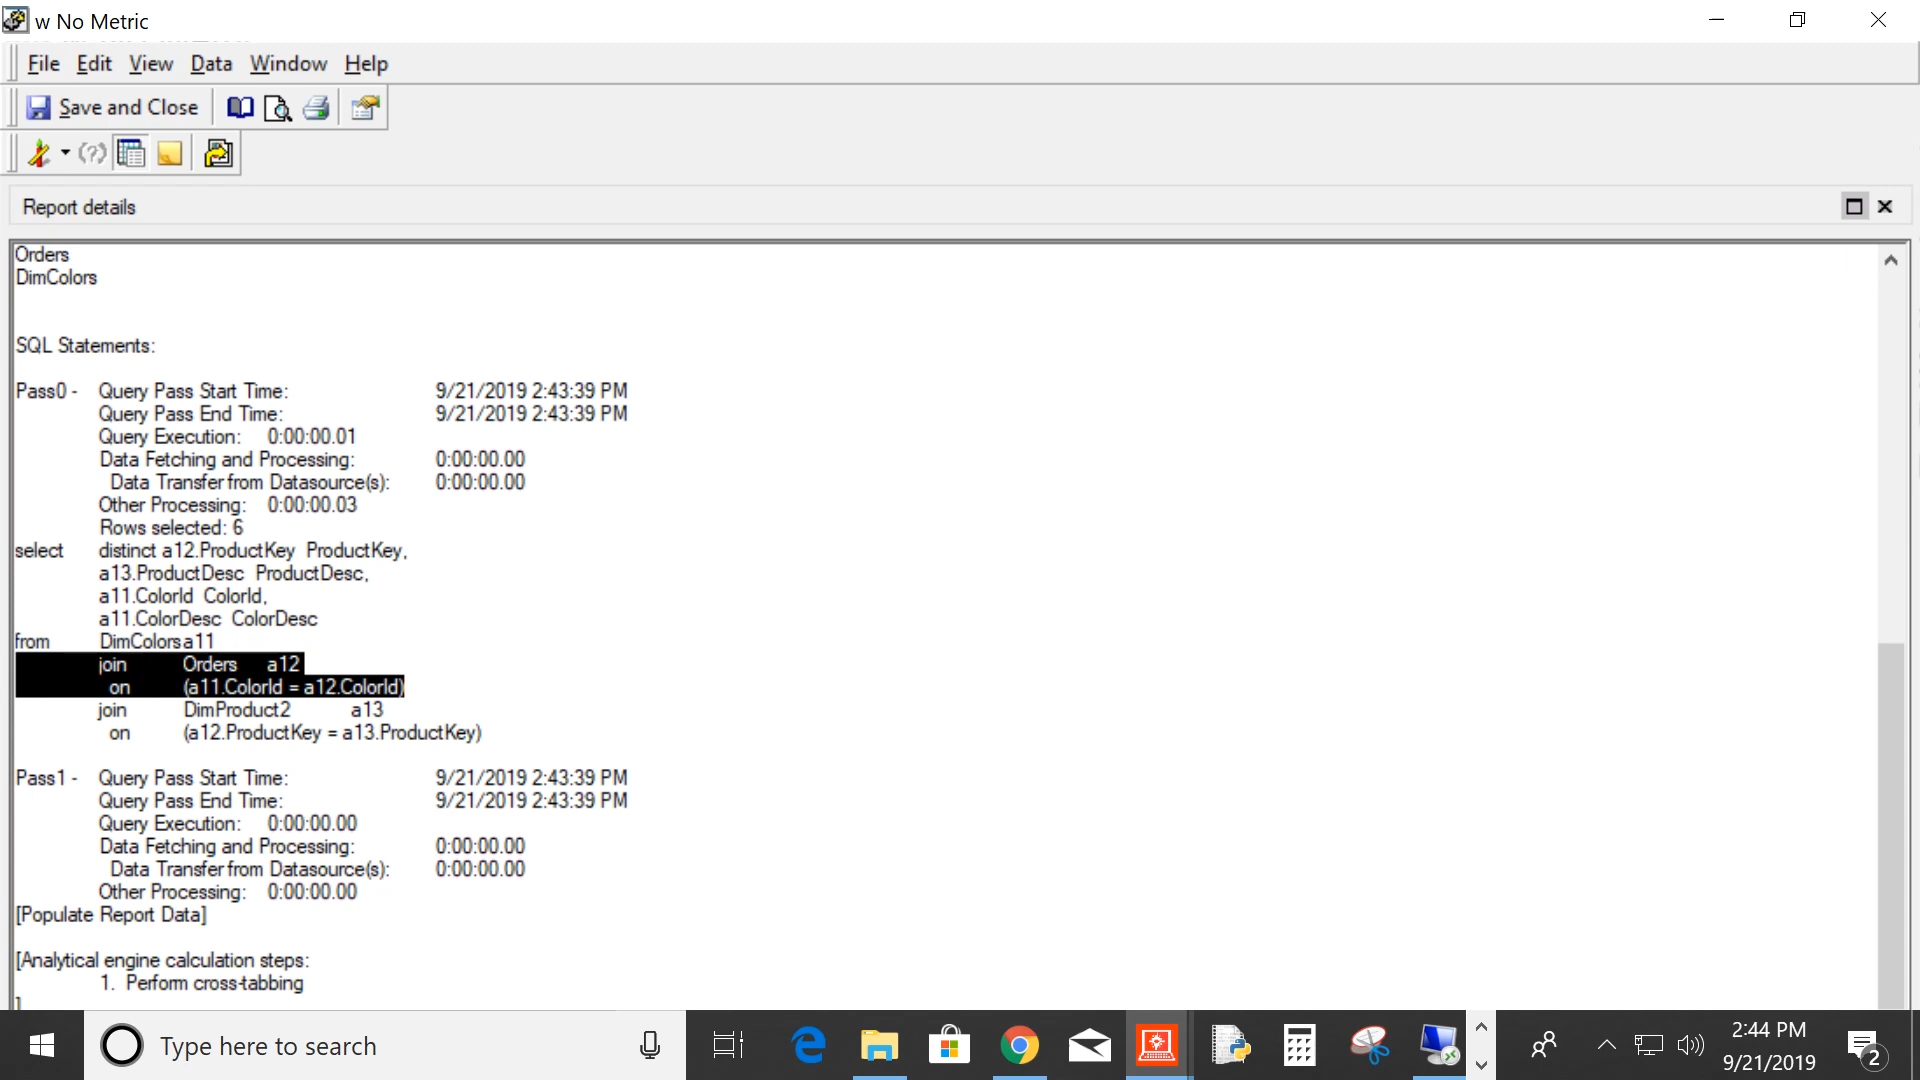 w No Metric
File Edit View Data Window Help
Save and Close
Report details
Orders
DimColors
SQL Statements:
Pass0 - Query Pass Start Time: 9/21/2019 2:43:39 PM
Query Pass End Time: 9/21/2019 2:43:39 PM
Query Execution: 0:00:00.01
Data Fetching and Processing: 0:00:00.00
Data Transfer from Datasource(s): 0:00:00.00
Other Processing: 0:00:00.03
Rows selected: 6
select distinct a12.ProductKey ProductKey,
a13.ProductDesc ProductDesc,
a11.ColorId ColorId,
a11.ColorDesc ColorDesc
from DimColors a11
join Orders a12
on (a11.ColorId = a12.ColorId)
join DimProduct2 a13
on (a12.ProductKey = a13.ProductKey)
Pass1 - Query Pass Start Time: 9/21/2019 2:43:39 PM
Query Pass End Time: 9/21/2019 2:43:39 PM
Query Execution: 0:00:00.00
Data Fetching and Processing: 0:00:00.00
Data Transfer from Datasource(s): 0:00:00.00
Other Processing: 0:00:00.00
[Populate Report Data]
[Analytical engine calculation steps:
1. Perform cross-tabbing
]
Type here to search
2:44 PM
9/21/2019
2